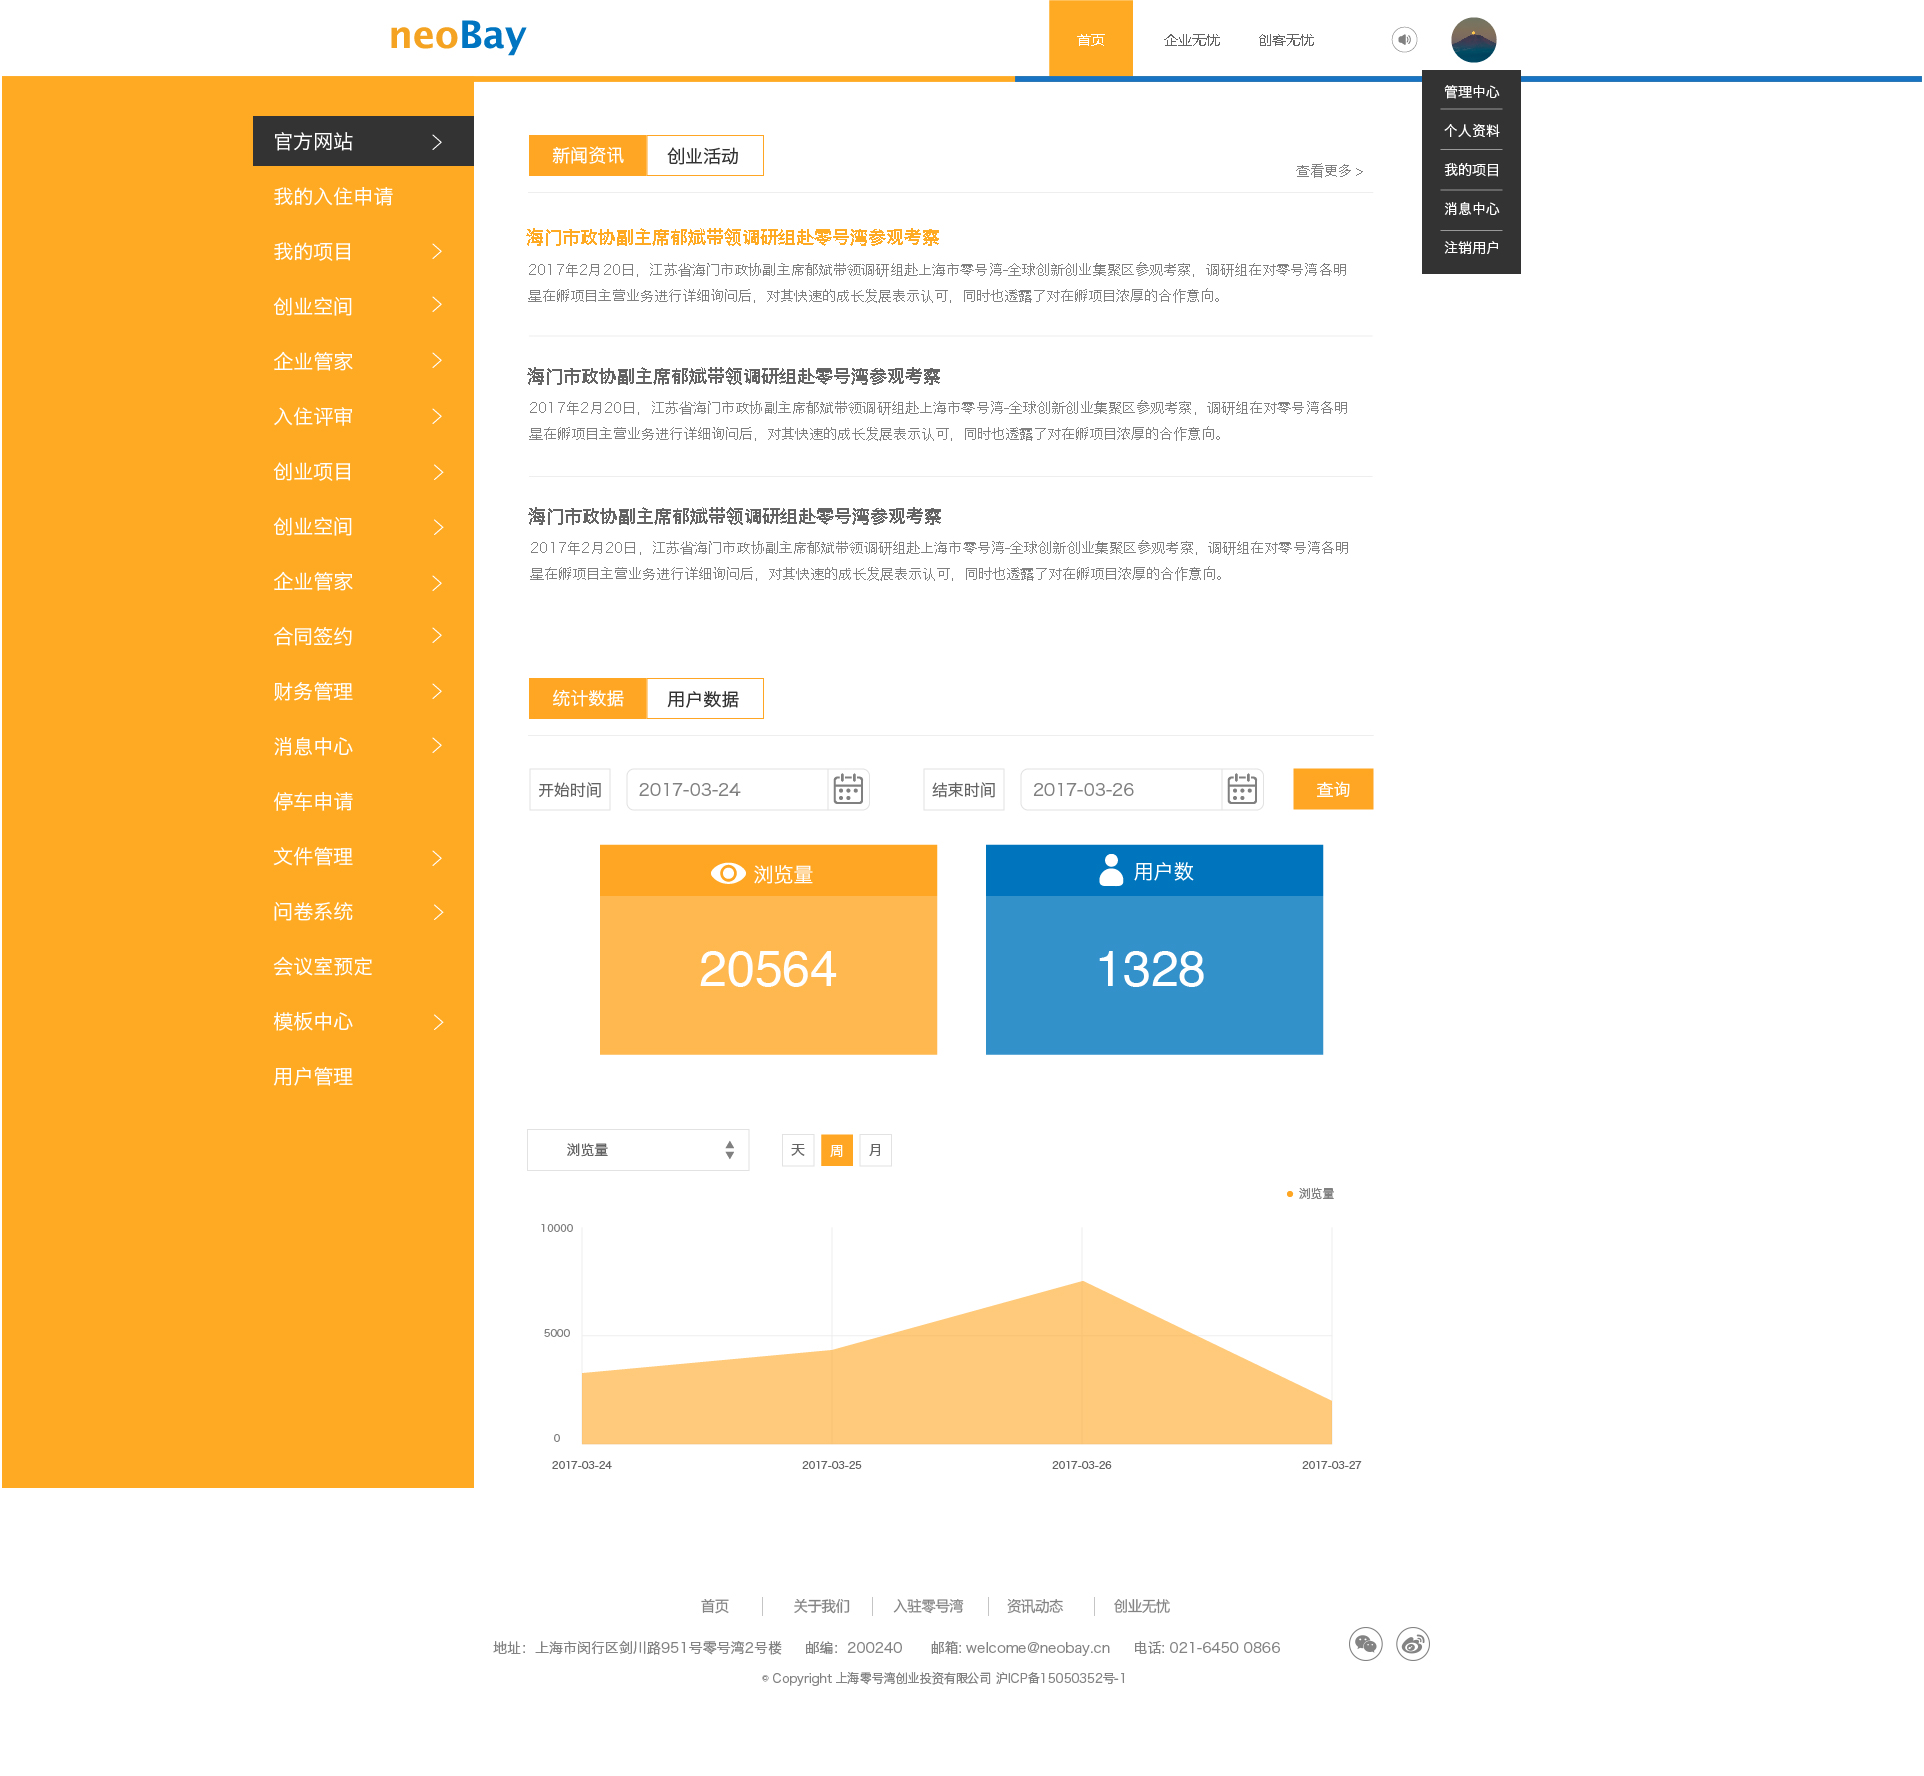 neoBay
首页
企业无忧
创客无忧
管理中心
个人资料
我的项目
消息中心
注销用户
官方网站
我的入住申请
我的项目
创业空间
企业管家
入住评审
创业项目
创业空间
企业管家
合同签约
财务管理
消息中心
停车申请
文件管理
问卷系统
会议室预定
模板中心
用户管理
新闻资讯
创业活动
查看更多 >
海门市政协副主席郁斌带领调研组赴零号湾参观考察
2017年2月20日，江苏省海门市政协副主席郁斌带领调研组赴上海市零号湾-全球创新创业集聚区参观考察，调研组在对零号湾各明
星在孵项目主营业务进行详细询问后，对其快速的成长发展表示认可，同时也透露了对在孵项目浓厚的合作意向。
海门市政协副主席郁斌带领调研组赴零号湾参观考察
2017年2月20日，江苏省海门市政协副主席郁斌带领调研组赴上海市零号湾-全球创新创业集聚区参观考察，调研组在对零号湾各明
星在孵项目主营业务进行详细询问后，对其快速的成长发展表示认可，同时也透露了对在孵项目浓厚的合作意向。
海门市政协副主席郁斌带领调研组赴零号湾参观考察
2017年2月20日，江苏省海门市政协副主席郁斌带领调研组赴上海市零号湾-全球创新创业集聚区参观考察，调研组在对零号湾各明
星在孵项目主营业务进行详细询问后，对其快速的成长发展表示认可，同时也透露了对在孵项目浓厚的合作意向。
统计数据
用户数据
开始时间
2017-03-24
结束时间
2017-03-26
查询
浏览量
20564
用户数
1328
浏览量
天
周
月
浏览量
10000
5000
0
2017-03-24
2017-03-25
2017-03-26
2017-03-27
首页
关于我们
入驻零号湾
资讯动态
创业无忧
地址：上海市闵行区剑川路951号零号湾2号楼 邮编：200240 邮箱: welcome@neobay.cn 电话: 021-6450 0866
© Copyright 上海零号湾创业投资有限公司 沪ICP备15050352号-1